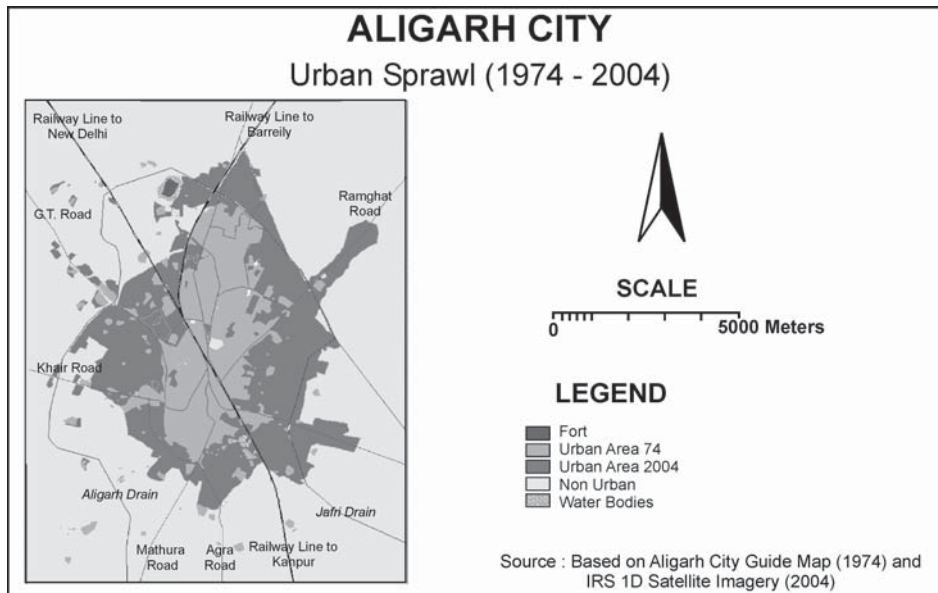 ALIGARH CITY
Urban Sprawl (1974 - 2004)
Railway Line to
New Delhi
Railway Line to
Barreily
Ramghat
Road
G.T. Road
Khair Road
Aligarh Drain
Jafri Drain
Mathura
Road
Agra
Road
Railway Line to
Kanpur
SCALE
0
5000 Meters
LEGEND
Fort
Urban Area 74
Urban Area 2004
Non Urban
Water Bodies
Source : Based on Aligarh City Guide Map (1974) and
IRS 1D Satellite Imagery (2004)